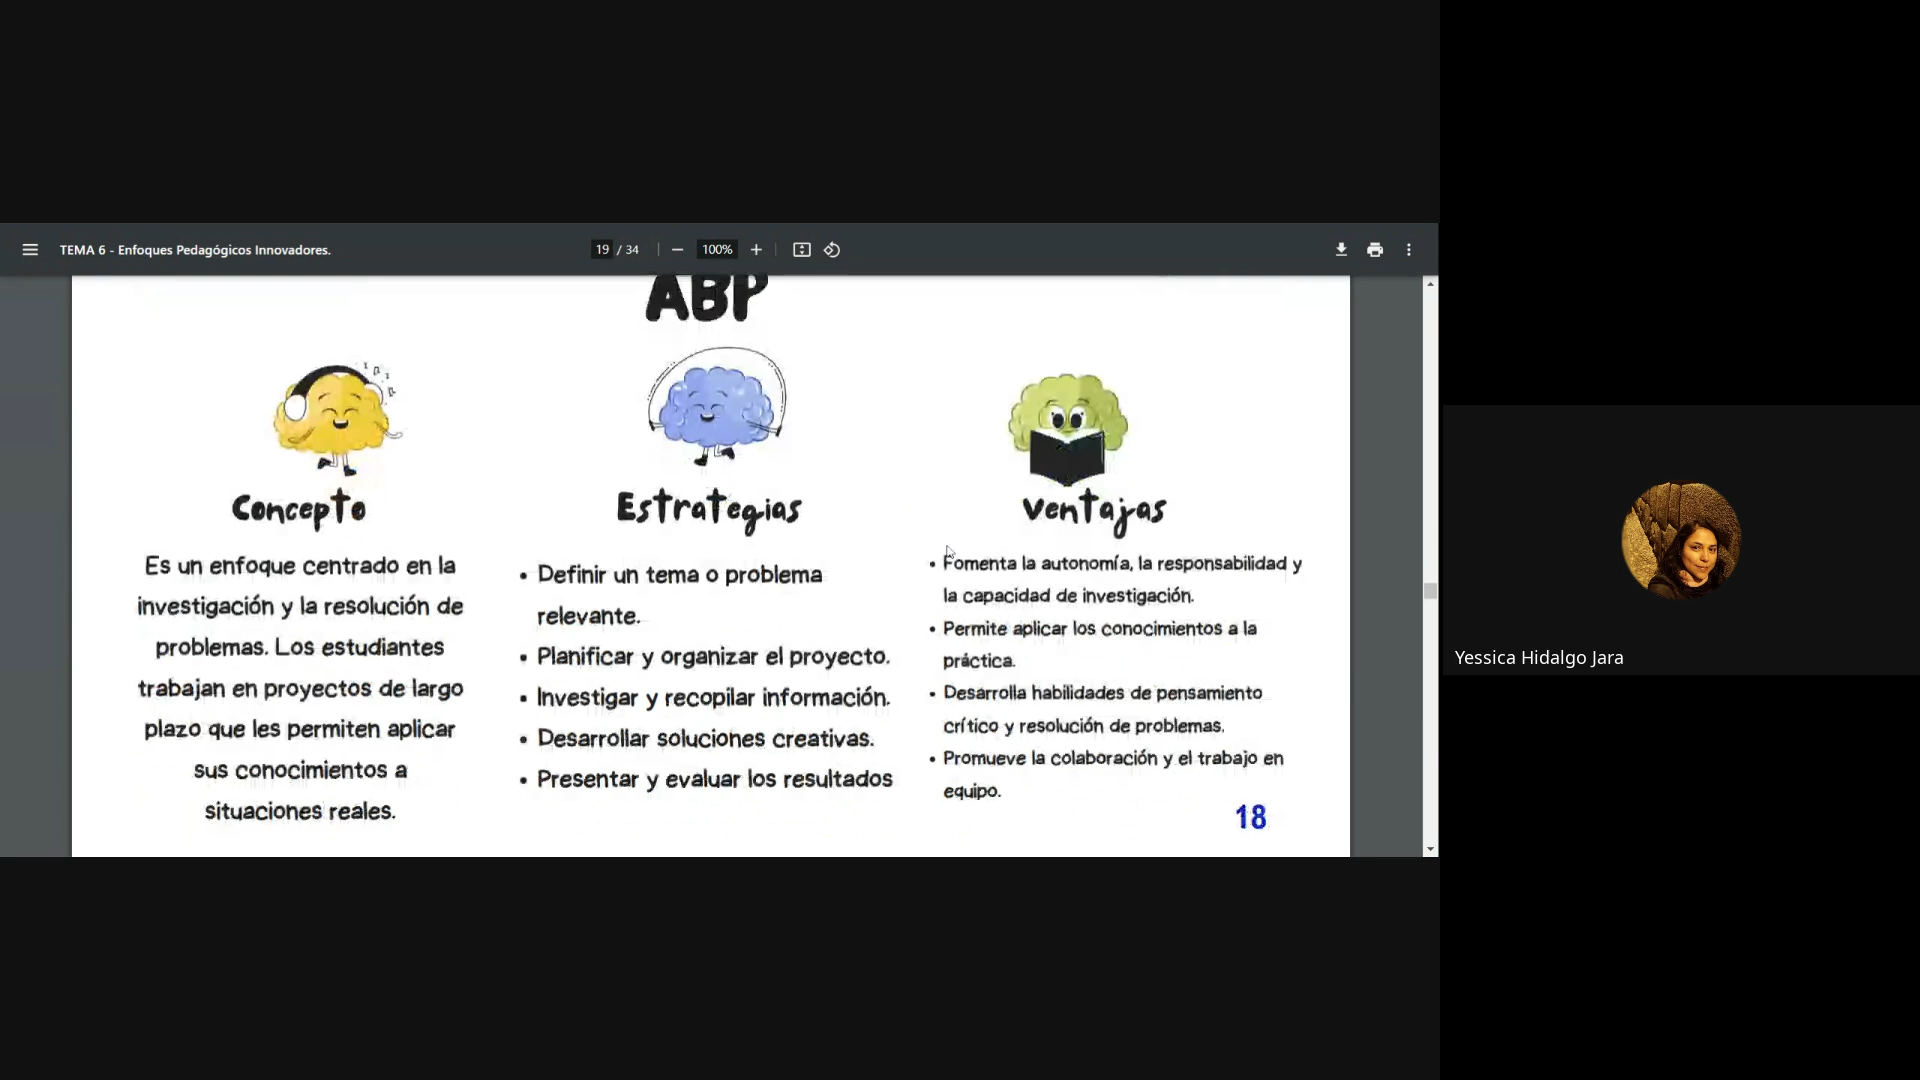 TEMA 6 - Enfoques Pedagógicos Innovadores.
19 / 34
100%
ABP
Concepto
Es un enfoque centrado en la
investigación y la resolución de
problemas. Los estudiantes
trabajan en proyectos de largo
plazo que les permiten aplicar
sus conocimientos a
situaciones reales.
Estrategias
• Definir un tema o problema
relevante.
• Planificar y organizar el proyecto.
• Investigar y recopilar información.
• Desarrollar soluciones creativas.
• Presentar y evaluar los resultados
Ventajas
• Fomenta la autonomía, la responsabilidad y
la capacidad de investigación.
• Permite aplicar los conocimientos a la
práctica.
• Desarrolla habilidades de pensamiento
crítico y resolución de problemas.
• Promueve la colaboración y el trabajo en
equipo.
18
Yessica Hidalgo Jara